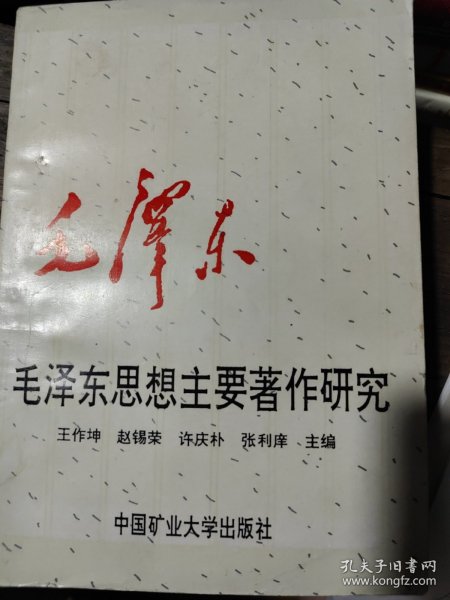 毛泽东
毛泽东思想主要著作研究
王作坤 赵锡荣 许庆朴 张利庠 主编
中国矿业大学出版社
孔夫子旧书网
www.kongfz.com